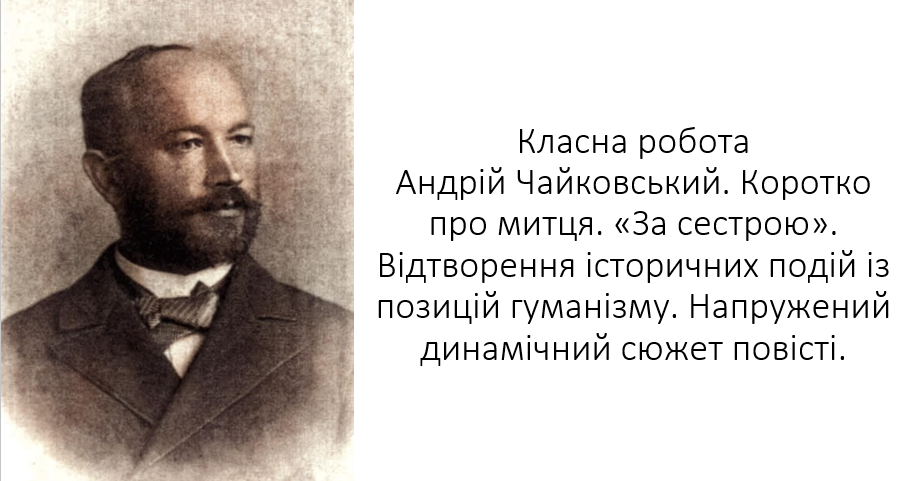 Класна робота
Андрій Чайковський. Коротко
про митця. «За сестрою».
Відтворення історичних подій із
позицій гуманізму. Напружений
динамічний сюжет повісті.